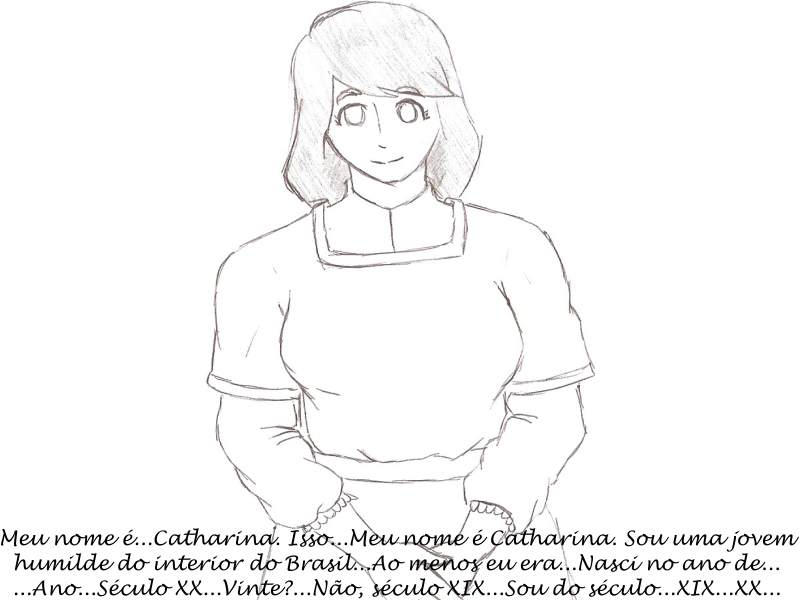 Meu nome é...Catharina. Isso...Meu nome é Catharina. Sou uma jovem
humilde do interior do Brasil...Ao menos eu era...Nasci no ano de...
...Ano...Século XX...Vinte?...Não, século XIX...Sou do século...XIX...XX...